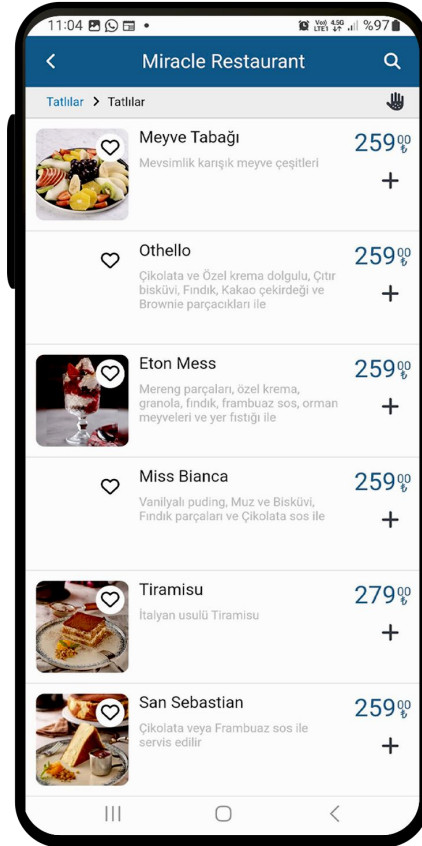 11:04
Vo) 4.5G
LTE1
%97
Miracle Restaurant
Tatlılar > Tatlılar
Meyve Tabağı
259 00 ₺
Mevsimlik karışık meyve çeşitleri
+
Othello
259 00 ₺
Çikolata ve Özel krema dolgulu, Çıtır
bisküvi, Fındık, Kakao çekirdeği ve
Brownie parçacıkları ile
+
Eton Mess
259 00 ₺
Mereng parçaları, özel krema,
granola, fındık, frambuaz sos, orman
meyveleri ve yer fıstığı ile
+
Miss Bianca
259 00 ₺
Vanilyalı puding, Muz ve Bisküvi,
Fındık parçaları ve Çikolata sos ile
+
Tiramisu
279 00 ₺
İtalyan usulü Tiramisu
+
San Sebastian
259 00 ₺
Çikolata veya Frambuaz sos ile
servis edilir
+